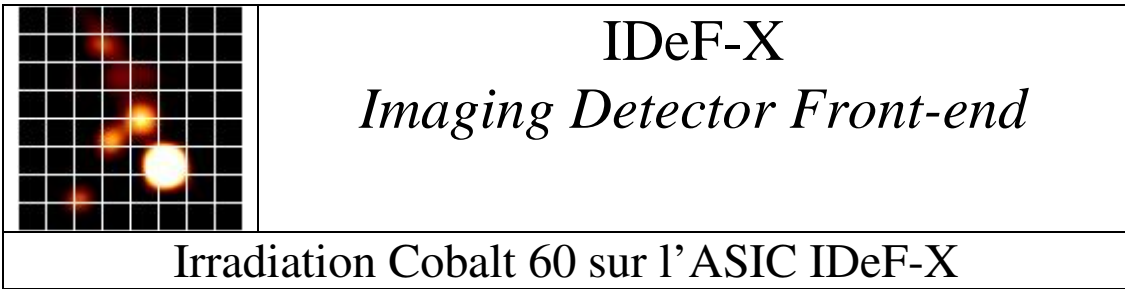 IDeF-X
Imaging Detector Front-end
Irradiation Cobalt 60 sur l’ASIC IDeF-X